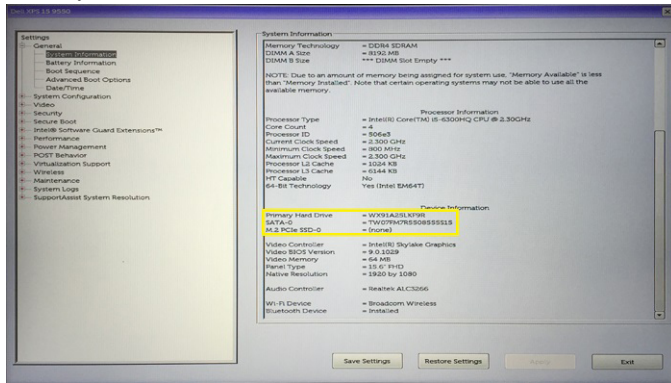 Dell XPS 15 9550
Settings
General
System Information
Battery Information
Boot Sequence
Advanced Boot Options
Date/Time
System Configuration
Video
Security
Secure Boot
Intel® Software Guard Extensions™
Performance
Power Management
POST Behavior
Virtualization Support
Wireless
Maintenance
System Logs
SupportAssist System Resolution
System Information
Memory Technology = DDR4 SDRAM
DIMM A Size = 8192 MB
DIMM B Size *** DIMM Slot Empty ***
NOTE: Due to an amount of memory being assigned for system use, "Memory Available" is less
than "Memory Installed". Note that certain operating systems may not be able to use all the
available memory.
Processor Information
Processor Type = Intel(R) Core(TM) i5-6300HQ CPU @ 2.30GHz
Core Count = 4
Processor ID = 506e3
Current Clock Speed = 2.300 GHz
Minimum Clock Speed = 800 MHz
Maximum Clock Speed = 2.300 GHz
Processor L2 Cache = 1024 KB
Processor L3 Cache = 6144 KB
HT Capable No
64-Bit Technology Yes (Intel EM64T)
Device Information
Primary Hard Drive
SATA-0
M.2 PCIe SSD-0 = (none)
Video Controller = Intel(R) Skylake Graphics
Video BIOS Version = 9.0.1029
Video Memory = 64 MB
Panel Type = 15.6" FHD
Native Resolution = 1920 by 1080
Audio Controller = Realtek ALC3266
Wi-Fi Device = Broadcom Wireless
Bluetooth Device = Installed
Save Settings Restore Settings Apply Exit